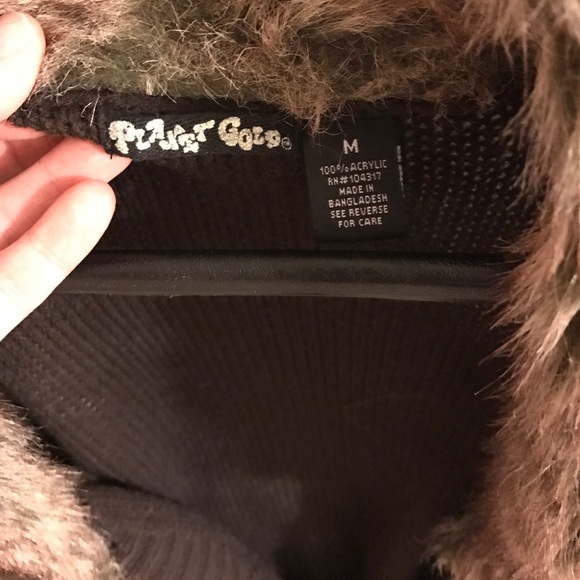 PLANET GOLD®
M
100% ACRYLIC
RN#104317
MADE IN
BANGLADESH
SEE REVERSE
FOR CARE